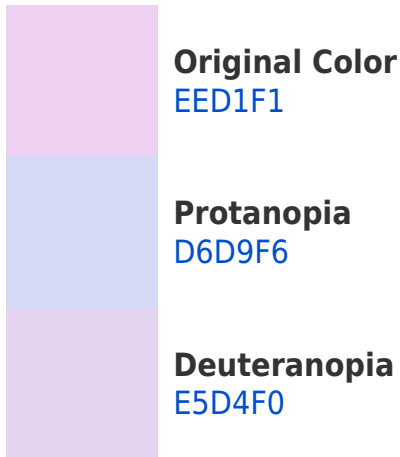 Original Color
EED1F1
Protanopia
D6D9F6
Deuteranopia
E5D4F0